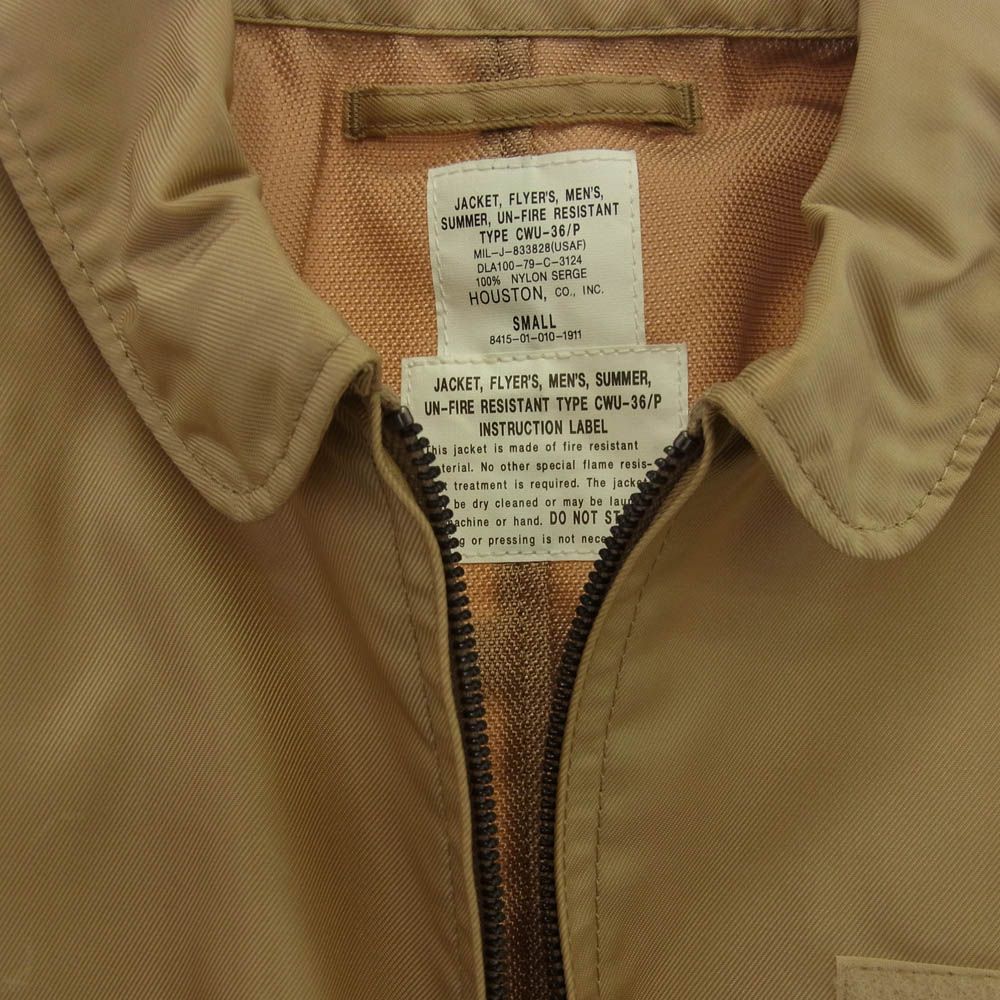 JACKET, FLYER'S, MEN'S,
SUMMER, UN-FIRE RESISTANT
TYPE CWU-36/P
MIL-J-833828(USAF)
DLA100-79-C-3124
100% NYLON SERGE
HOUSTON, CO., INC.
SMALL
8415-01-010-1911
JACKET, FLYER'S, MEN'S, SUMMER,
UN-FIRE RESISTANT TYPE CWU-36/P
INSTRUCTION LABEL
This jacket is made of fire resistant
No other special flame resis-
treatment is required. The jacket
be dry cleaned or may be
machine or hand. DO NOT
or pressing is not